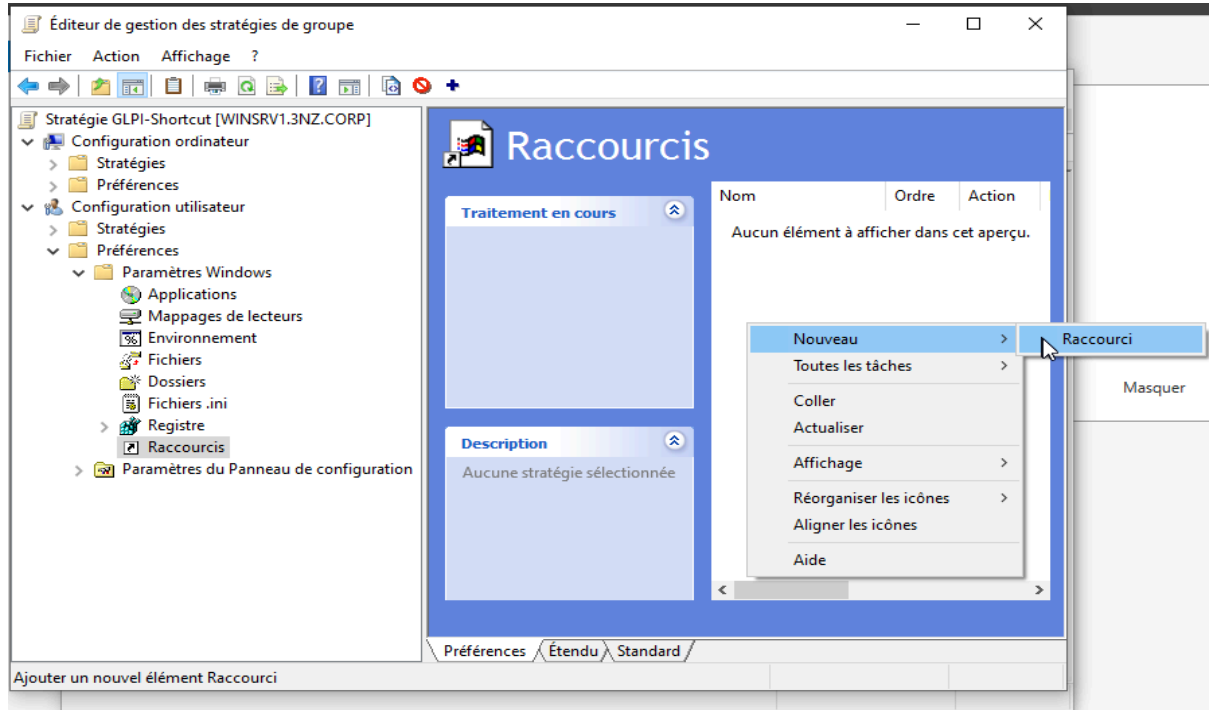 Éditeur de gestion des stratégies de groupe
Fichier Action Affichage ?
Stratégie GLPI-Shortcut [WINSRV1.3NZ.CORP]
Configuration ordinateur
Stratégies
Préférences
Configuration utilisateur
Stratégies
Préférences
Paramètres Windows
Applications
Mappages de lecteurs
Environnement
Fichiers
Dossiers
Fichiers .ini
Registre
Raccourcis
Paramètres du Panneau de configuration
Raccourcis
Traitement en cours
Description
Aucune stratégie sélectionnée
Nom Ordre Action
Aucun élément à afficher dans cet aperçu.
Nouveau
Toutes les tâches
Coller
Actualiser
Affichage
Réorganiser les icônes
Aligner les icônes
Aide
Raccourci
Masquer
Préférences Étendu Standard
Ajouter un nouvel élément Raccourci